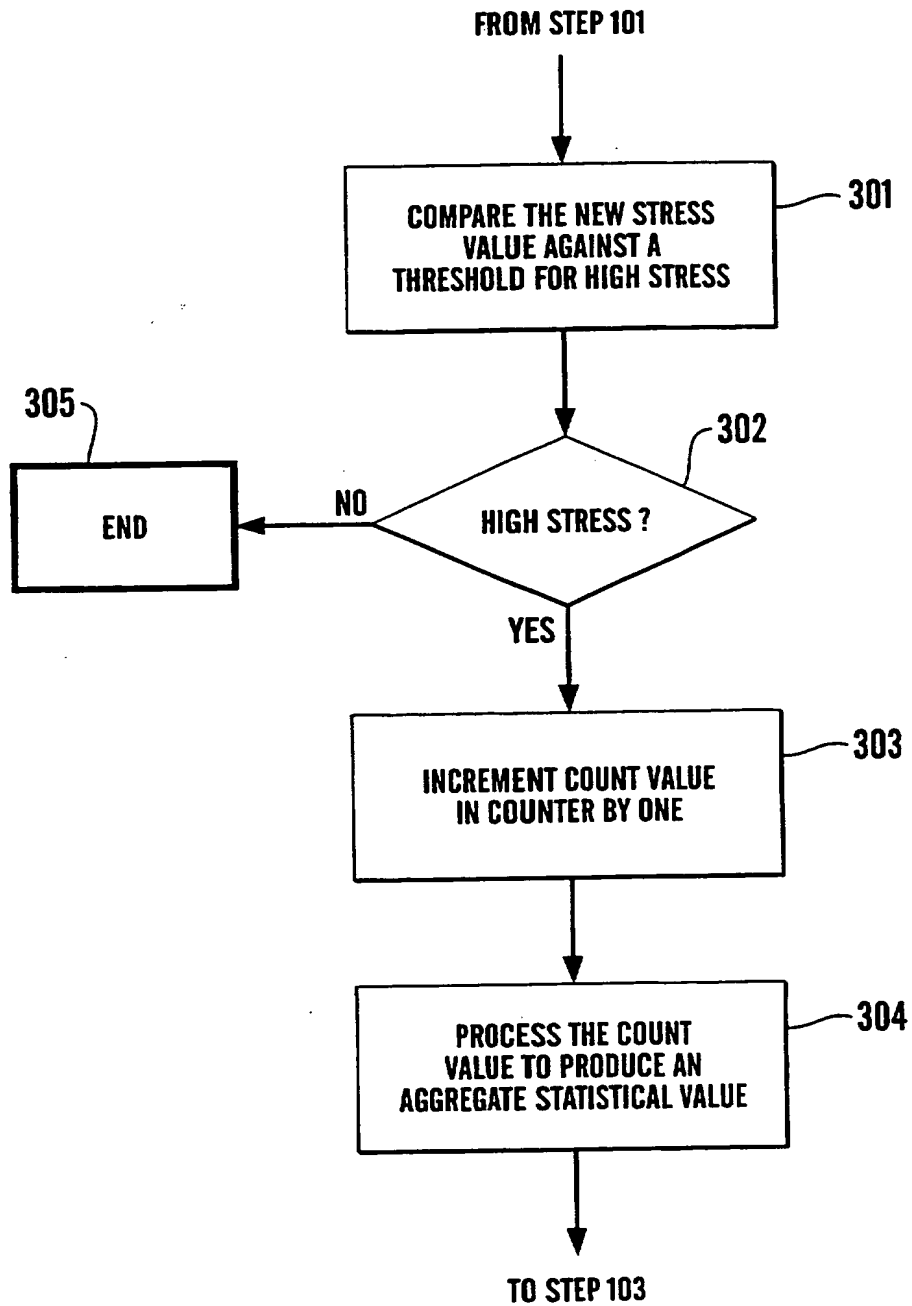 FROM STEP 101
COMPARE THE NEW STRESS
VALUE AGAINST A
THRESHOLD FOR HIGH STRESS
301
305
302
END
NO
HIGH STRESS ?
YES
INCREMENT COUNT VALUE
IN COUNTER BY ONE
303
PROCESS THE COUNT
VALUE TO PRODUCE AN
AGGREGATE STATISTICAL VALUE
304
TO STEP 103